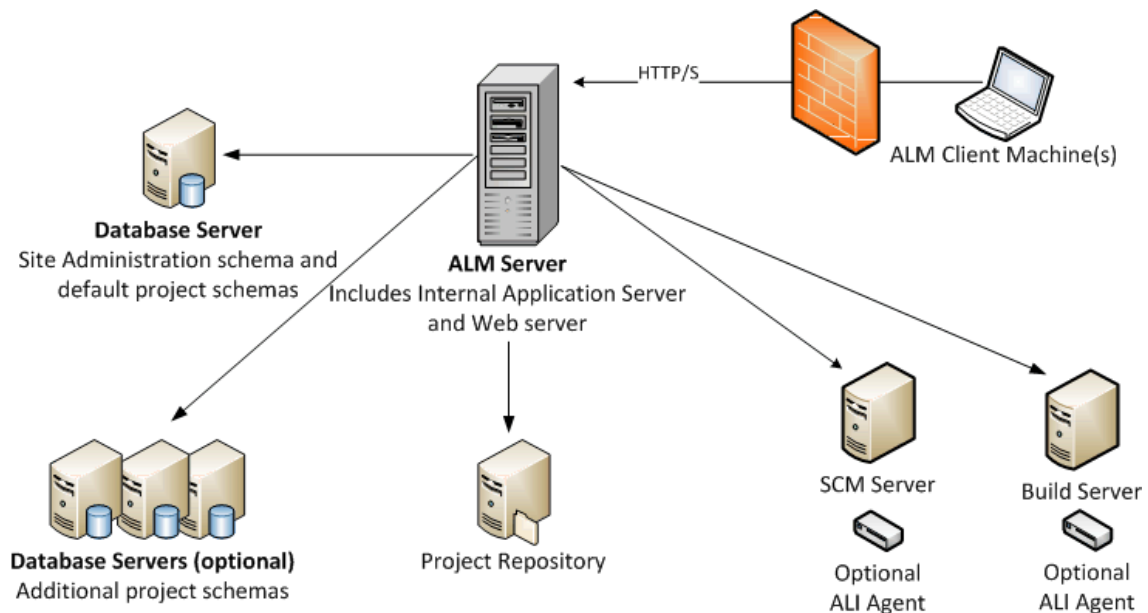 HTTP/S
ALM Client Machine(s)
Database Server
Site Administration schema and
default project schemas
ALM Server
Includes Internal Application Server
and Web server
Database Servers (optional)
Additional project schemas
Project Repository
SCM Server
Optional
ALI Agent
Build Server
Optional
ALI Agent